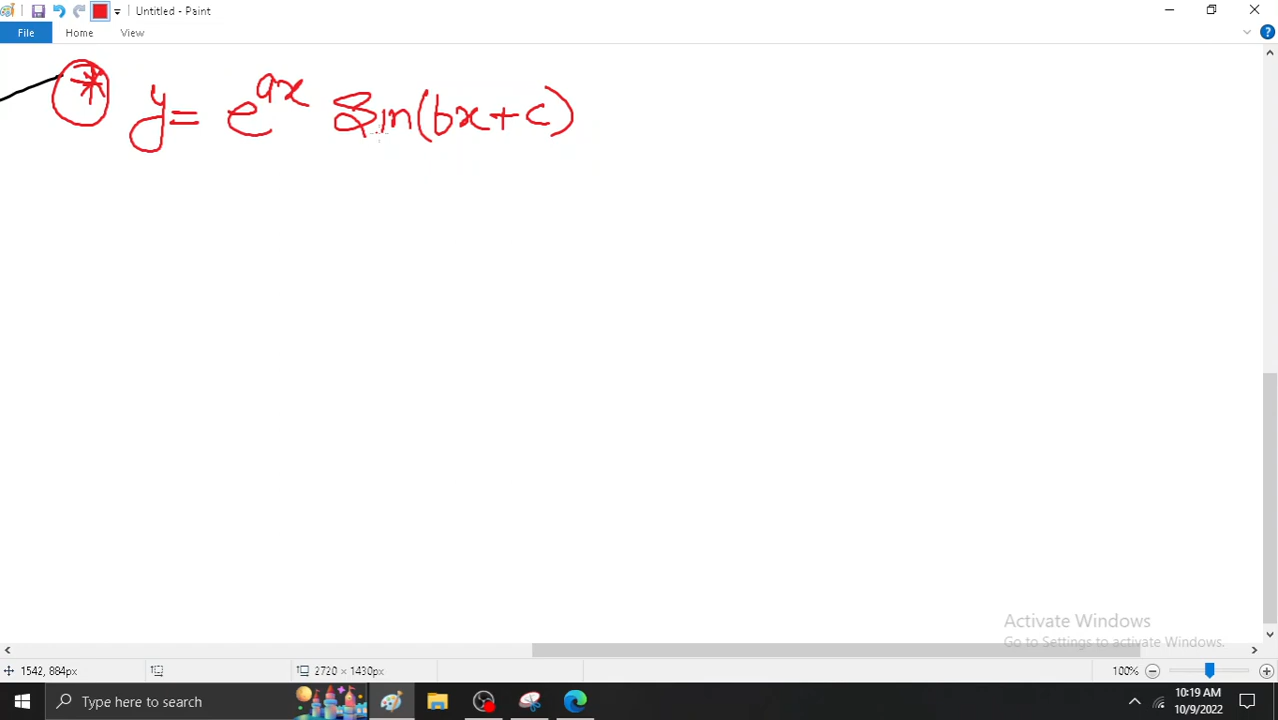 Untitled - Paint
File Home View
* y = e^{ax} Sin(bx+c)
Activate Windows
Go to Settings to activate Windows.
1542, 884px 2720 × 1430px 100%
Type here to search
10:19 AM
10/9/2022